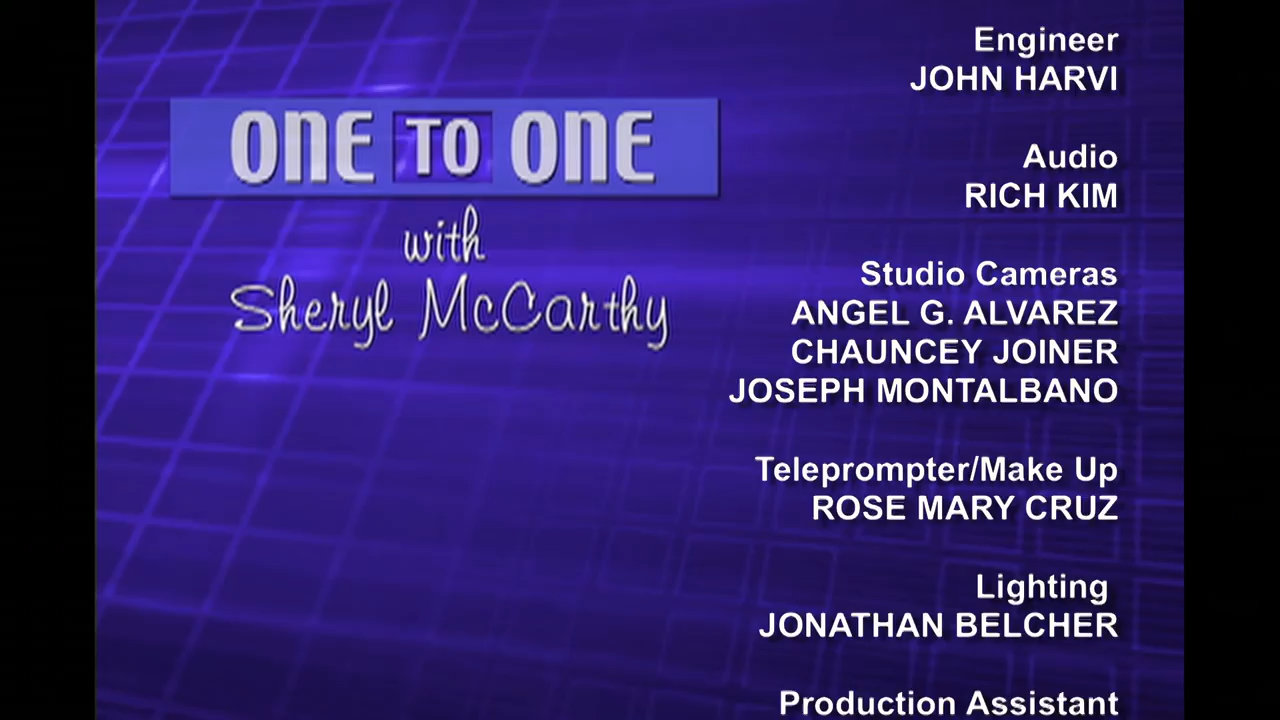 ONE TO ONE
with
Sheryl McCarthy
Engineer
JOHN HARVI
Audio
RICH KIM
Studio Cameras
ANGEL G. ALVAREZ
CHAUNCEY JOINER
JOSEPH MONTALBANO
Teleprompter/Make Up
ROSE MARY CRUZ
Lighting
JONATHAN BELCHER
Production Assistant